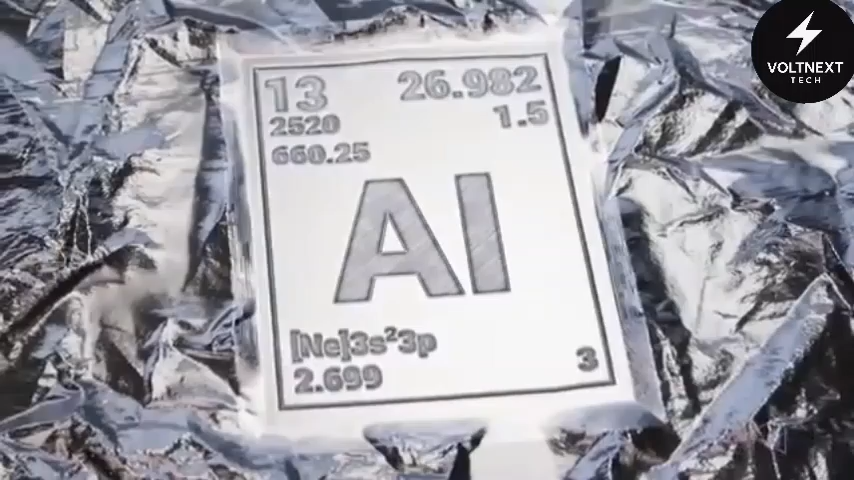 13
26.982
2520
1.5
660.25
Al
[Ne]3s²3p
2.699
3
VOLTNEXT
TECH